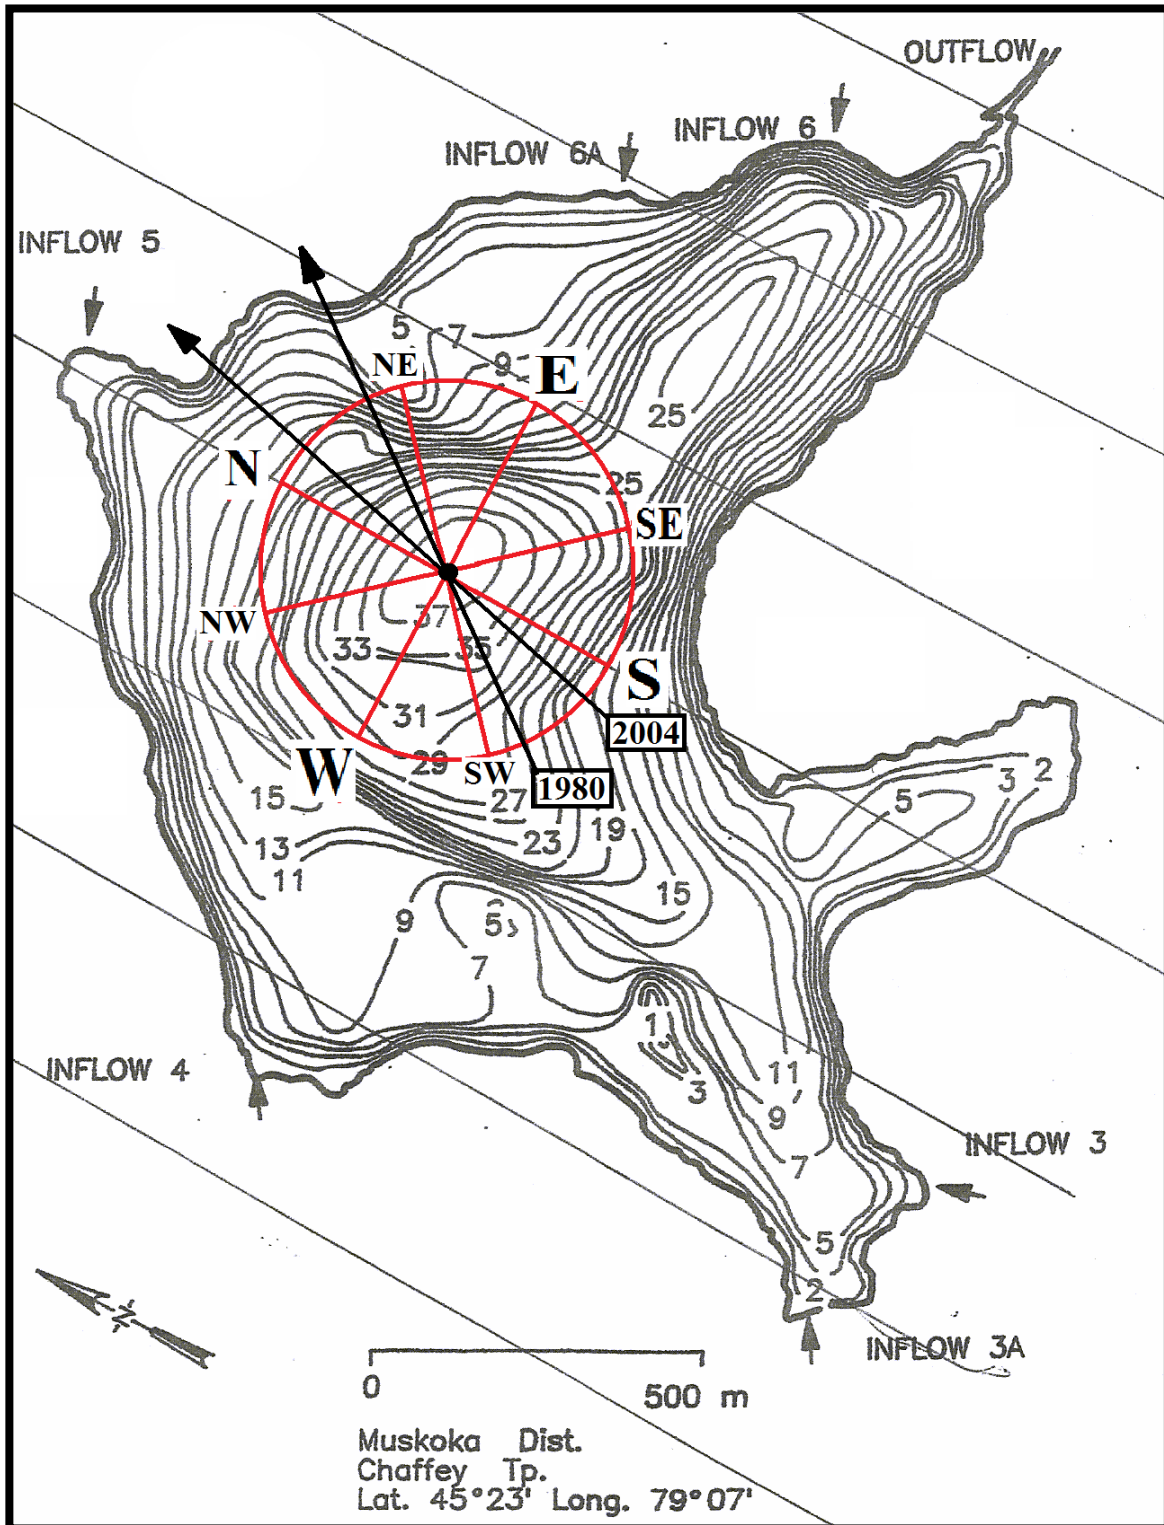 OUTFLOW
INFLOW 6
INFLOW 6A
INFLOW 5
5
7
9
NE
E
25
N
25
SE
37
NW
33
35
S
31
2004
W
29
SW
1980
15
27
3
2
5
19
13
23
11
15
9
5
7
1
INFLOW 4
11
3
9
INFLOW 3
7
5
2
N
INFLOW 3A
0
500 m
Muskoka Dist.
Chaffey Tp.
Lat. 45°23' Long. 79°07'